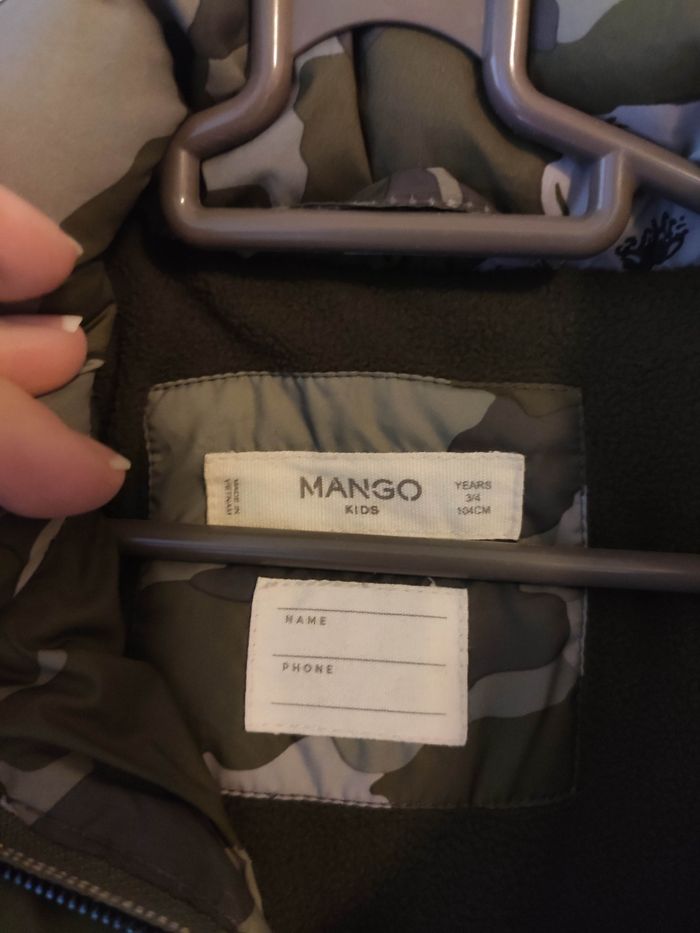 MADE IN
VIETNAM
MANGO
KIDS
YEARS
3/4
104CM
NAME
PHONE